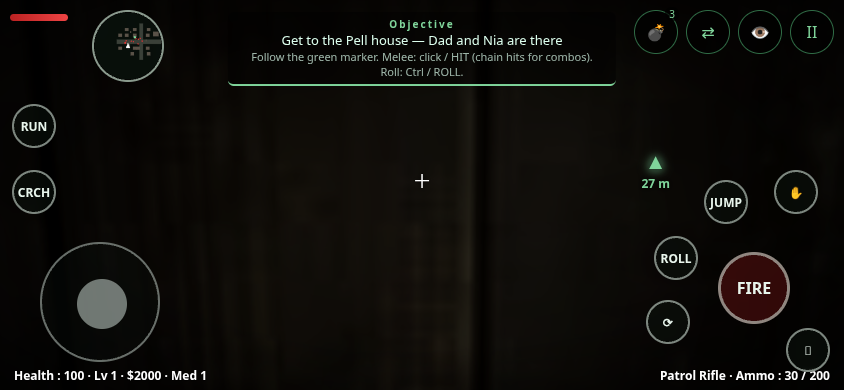 Objective
Get to the Pell house — Dad and Nia are there
Follow the green marker. Melee: click / HIT (chain hits for combos).
Roll: Ctrl / ROLL.
3
II
RUN
CRCH
27 m
JUMP
ROLL
FIRE
Health : 100 · Lv 1 · $2000 · Med 1
Patrol Rifle · Ammo : 30 / 200